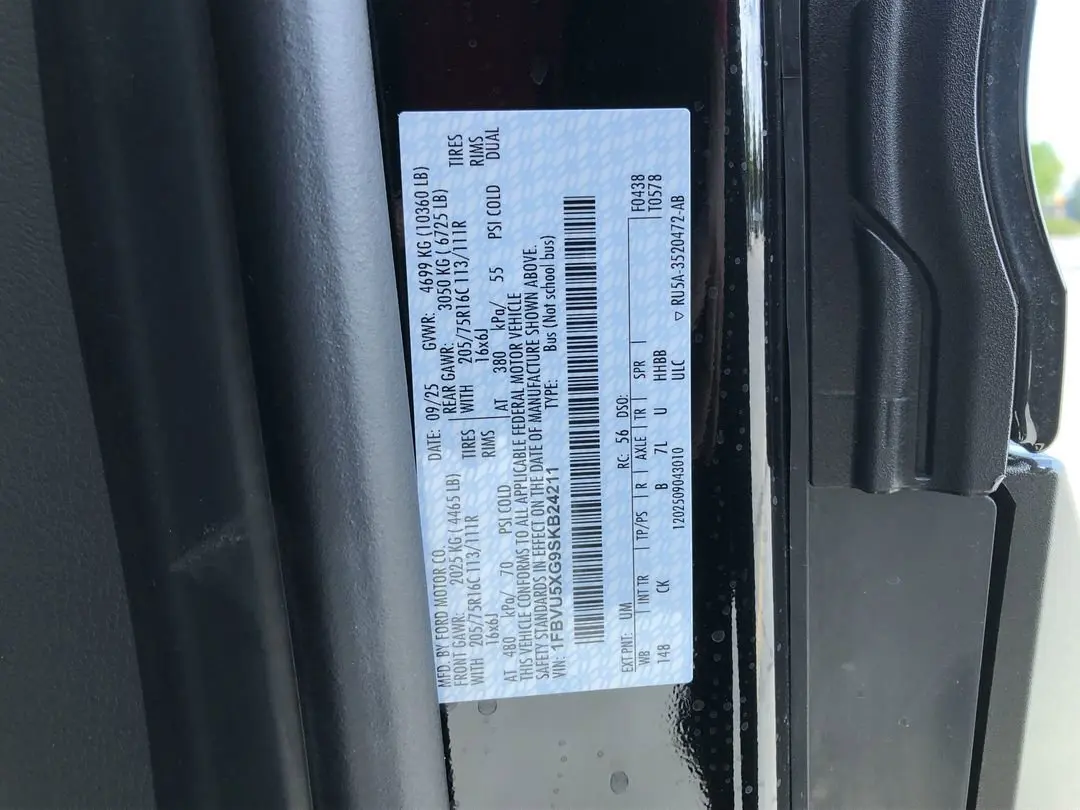 MFD. BY FORD MOTOR CO.
DATE: 09/25 GVWR: 4699 KG (10360 LB)
FRONT GAWR: 2025 KG ( 4465 LB) REAR GAWR: 3050 KG ( 6725 LB)
WITH 205/75R16C 113/111R TIRES WITH 205/75R16C 113/111R TIRES
16x6J RIMS 16x6J RIMS
AT 480 kPa/ 70 PSI COLD AT 380 kPa/ 55 PSI COLD DUAL
THIS VEHICLE CONFORMS TO ALL APPLICABLE FEDERAL MOTOR VEHICLE
SAFETY STANDARDS IN EFFECT ON THE DATE OF MANUFACTURE SHOWN ABOVE.
VIN: 1FBVU5XG9SKB24211 TYPE: Bus (Not school bus)
EXT PNT: UM RC: 56 DSO: F0438
WB INT TR TP/PS R AXLE TR SPR T0578
148 CK B 7L U HHBB
1202509043010 ULC ▽ RU5A-3520472-AB